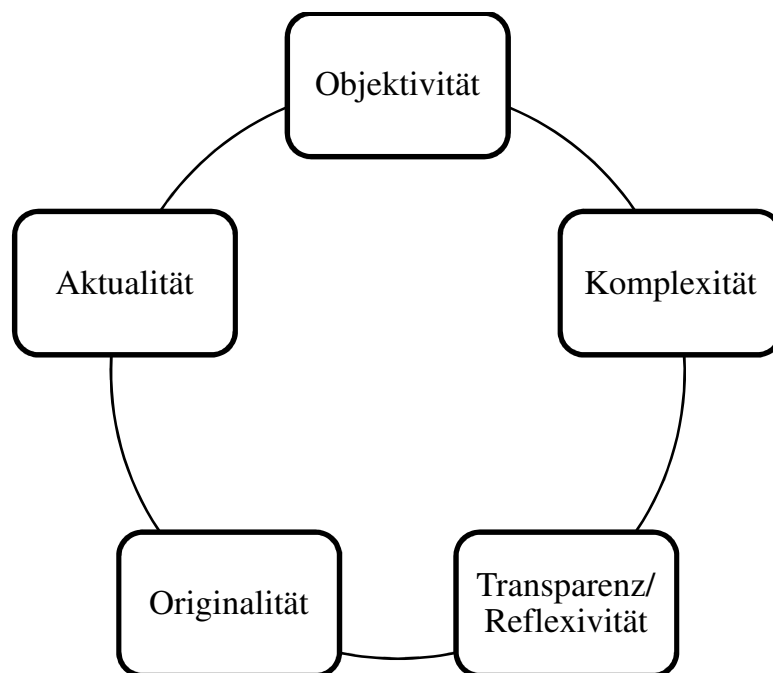 Objektivität
Aktualität
Komplexität
Originalität
Transparenz/
Reflexivität